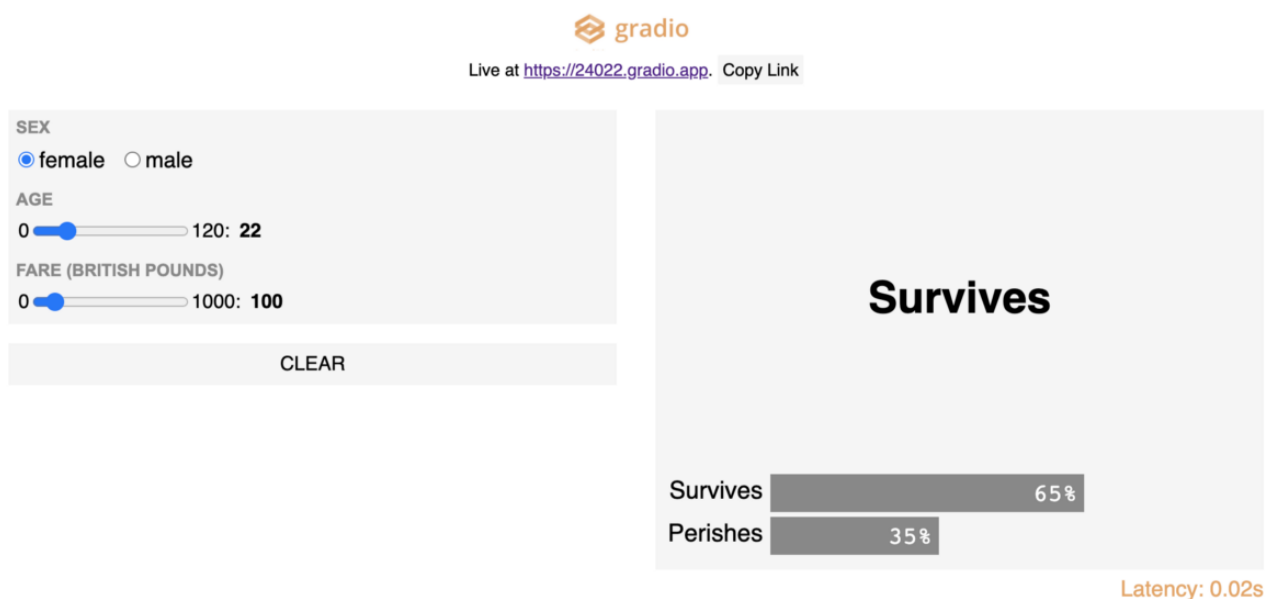 gradio
Live at https://24022.gradio.app. Copy Link
SEX
female male
AGE
0 120: 22
FARE (BRITISH POUNDS)
0 1000: 100
CLEAR
Survives
Survives 65%
Perishes 35%
Latency: 0.02s